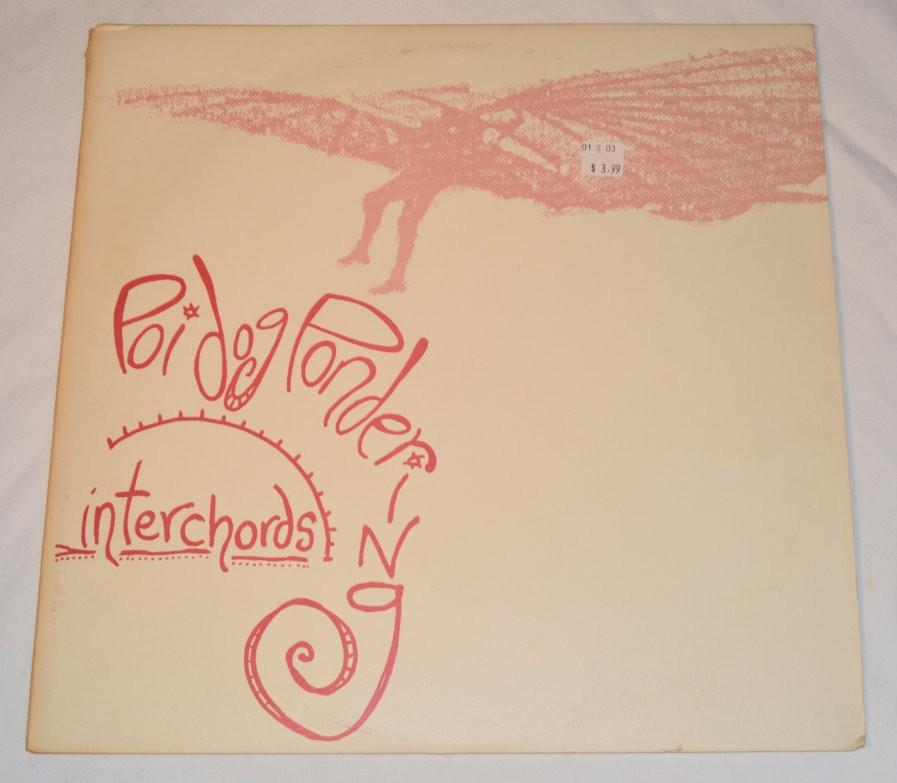 01 2 03
$ 3.99
Poi dog Pondering
interchords